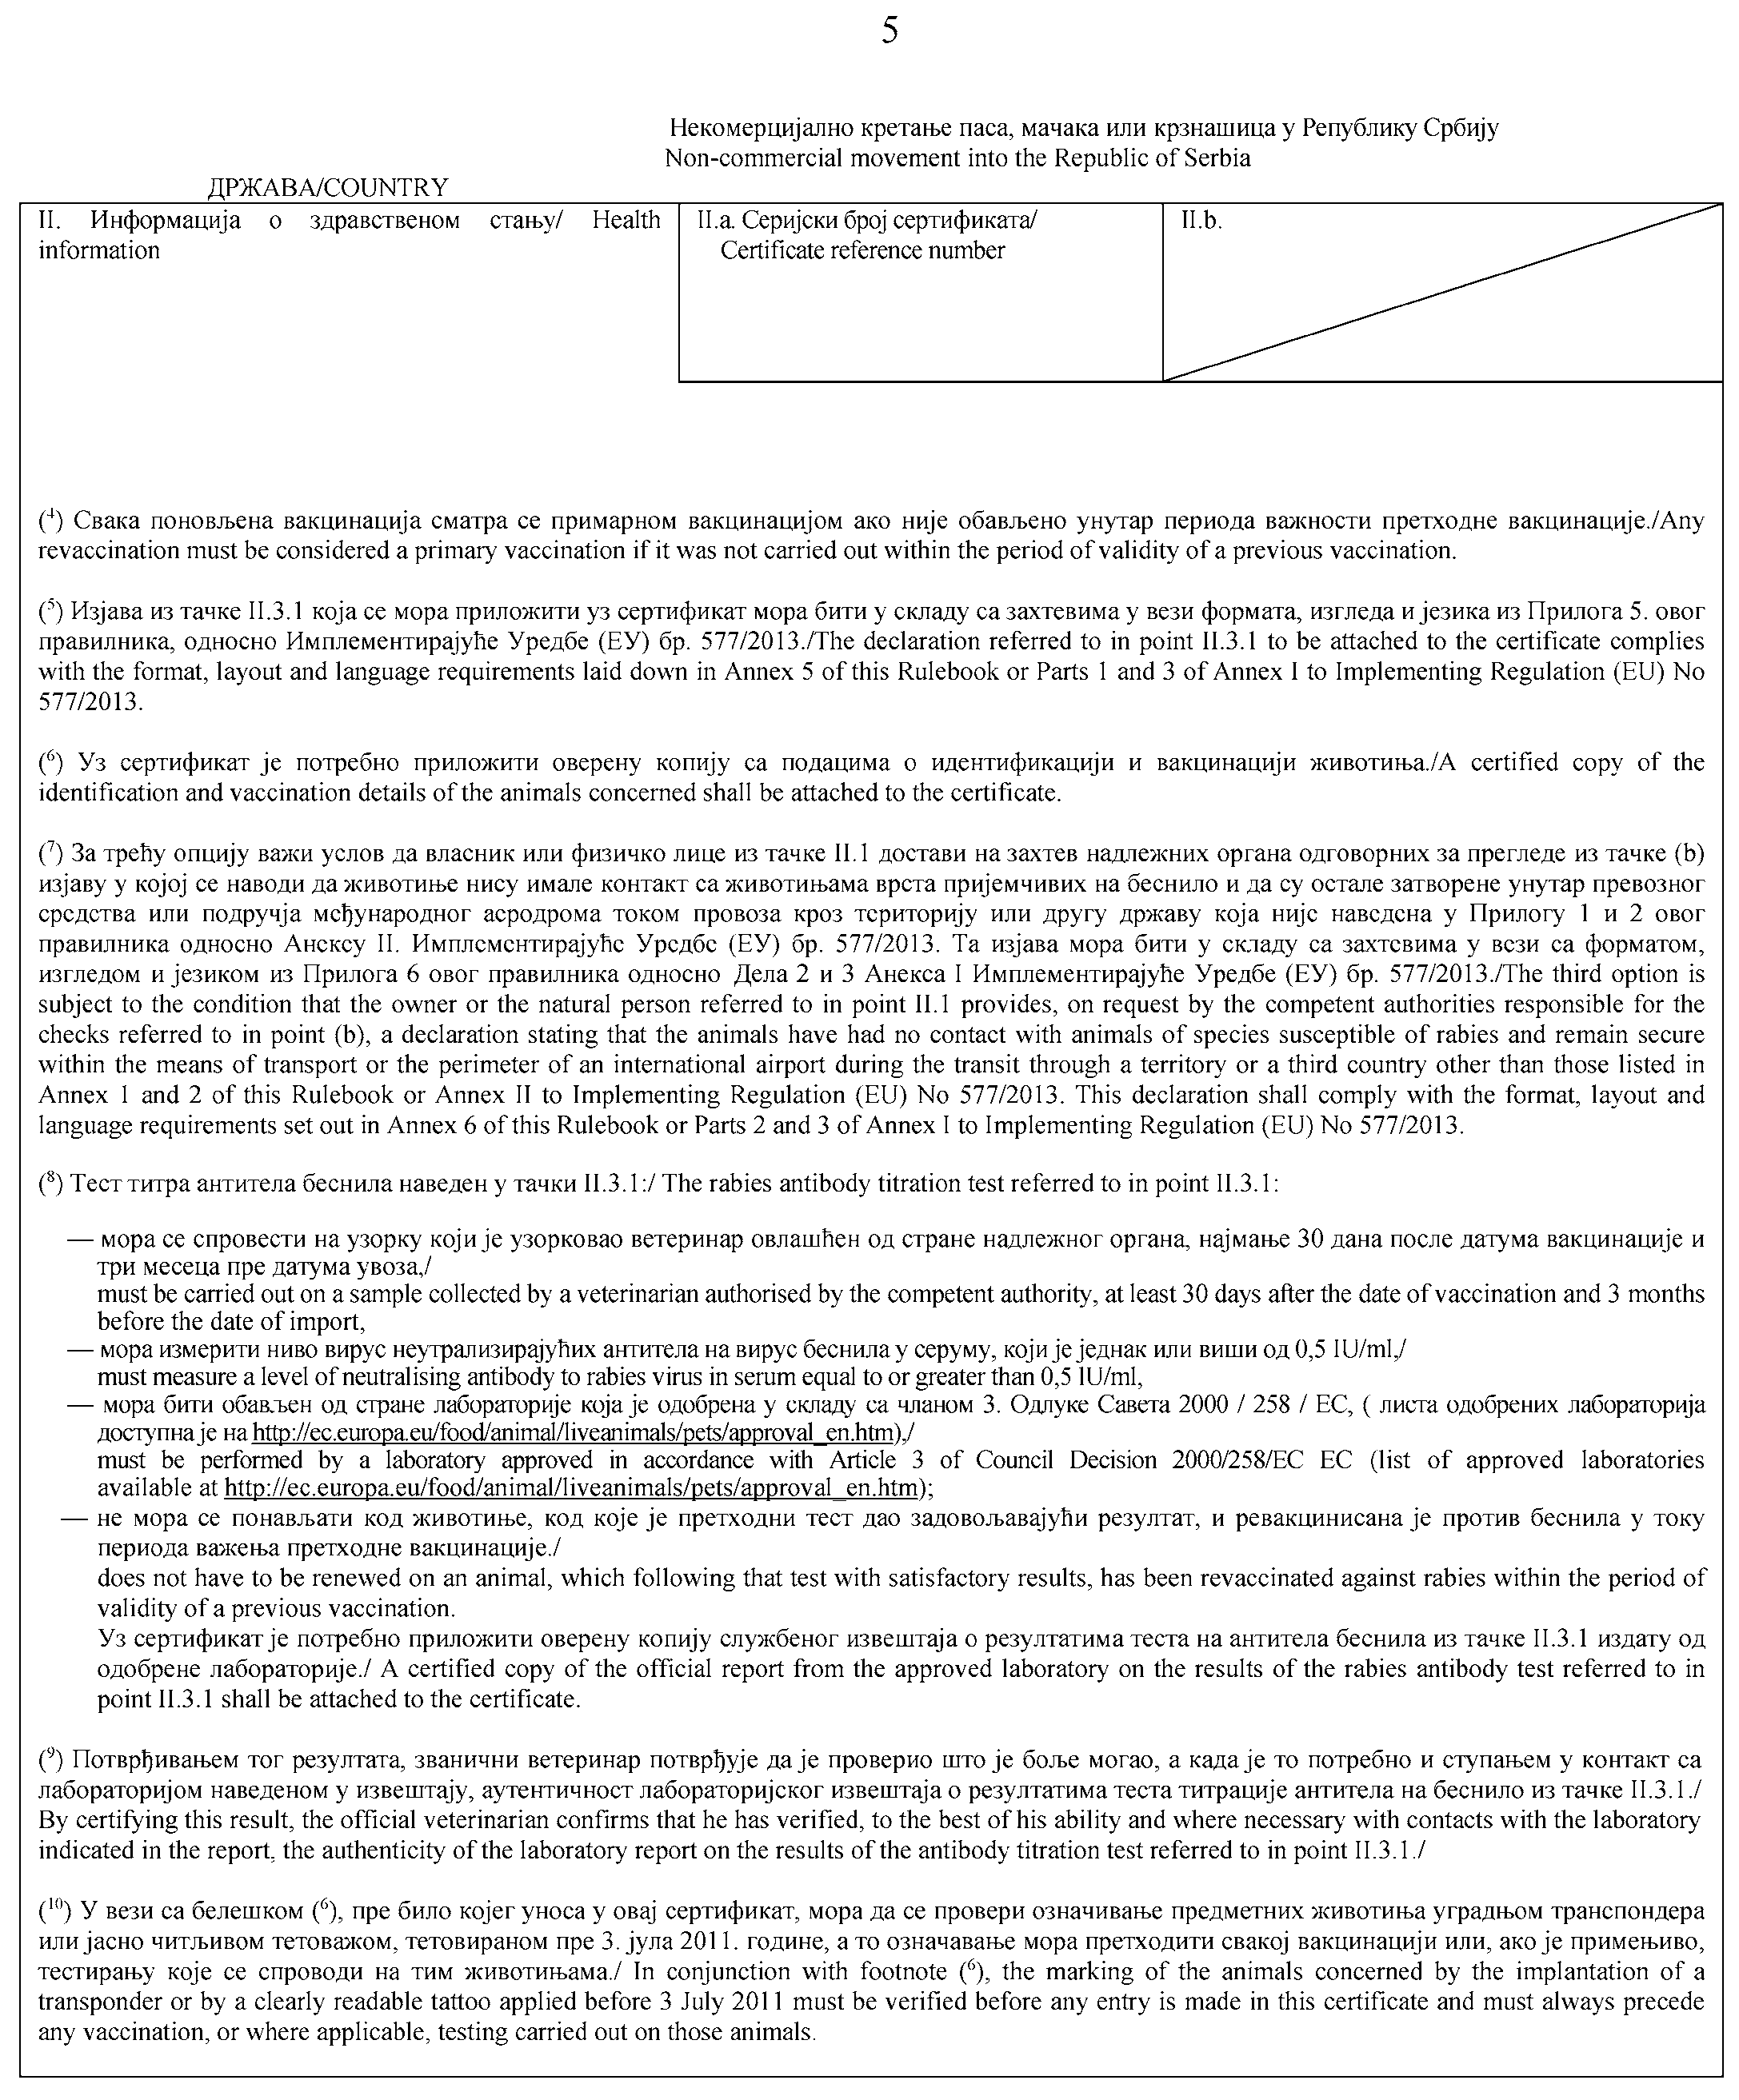 5
Некомерцијално кретање паса, мачака или крзнашица у Републику Србију
Non-commercial movement into the Republic of Serbia
ДРЖАВА/COUNTRY
II. Информација о здравственом стању/ Health
information
II.a. Серијски број сертификата/
Certificate reference number
II.b.
(⁴) Свака поновљена вакцинација сматра се примарном вакцинацијом ако није обављено унутар периода важности претходне вакцинације./Any
revaccination must be considered a primary vaccination if it was not carried out within the period of validity of a previous vaccination.
(⁵) Изјава из тачке II.3.1 која се мора приложити уз сертификат мора бити у складу са захтевима у вези формата, изгледа и језика из Прилога 5. овог
правилника, односно Имплементирајуће Уредбе (ЕУ) бр. 577/2013./The declaration referred to in point II.3.1 to be attached to the certificate complies
with the format, layout and language requirements laid down in Annex 5 of this Rulebook or Parts 1 and 3 of Annex I to Implementing Regulation (EU) No
577/2013.
(⁶) Уз сертификат је потребно приложити оверену копију са подацима о идентификацији и вакцинацији животиња./A certified copy of the
identification and vaccination details of the animals concerned shall be attached to the certificate.
(⁷) За трећу опцију важи услов да власник или физичко лице из тачке II.1 достави на захтев надлежних органа одговорних за прегледе из тачке (b)
изјаву у којој се наводи да животиње нису имале контакт са животињама врста пријемчивих на беснило и да су остале затворене унутар превозног
средства или подручја међународног аеродрома током провоза кроз територију или другу државу која није наведена у Прилогу 1 и 2 овог
правилника односно Анексу II. Имплементирајуће Уредбе (ЕУ) бр. 577/2013. Та изјава мора бити у складу са захтевима у вези са форматом,
изгледом и језиком из Прилога 6 овог правилника односно Дела 2 и 3 Анекса I Имплементирајуће Уредбе (ЕУ) бр. 577/2013./The third option is
subject to the condition that the owner or the natural person referred to in point II.1 provides, on request by the competent authorities responsible for the
checks referred to in point (b), a declaration stating that the animals have had no contact with animals of species susceptible of rabies and remain secure
within the means of transport or the perimeter of an international airport during the transit through a territory or a third country other than those listed in
Annex 1 and 2 of this Rulebook or Annex II to Implementing Regulation (EU) No 577/2013. This declaration shall comply with the format, layout and
language requirements set out in Annex 6 of this Rulebook or Parts 2 and 3 of Annex I to Implementing Regulation (EU) No 577/2013.
(⁸) Тест титра антитела беснила наведен у тачки II.3.1:/ The rabies antibody titration test referred to in point II.3.1:
— мора се спровести на узорку који је узорковао ветеринар овлашћен од стране надлежног органа, најмање 30 дана после датума вакцинације и
три месеца пре датума увоза,/
must be carried out on a sample collected by a veterinarian authorised by the competent authority, at least 30 days after the date of vaccination and 3 months
before the date of import,
— мора измерити ниво вирус неутрализирајућих антитела на вирус беснила у серуму, који је једнак или виши од 0,5 IU/ml,/
must measure a level of neutralising antibody to rabies virus in serum equal to or greater than 0,5 IU/ml,
— мора бити обављен од стране лабораторије која је одобрена у складу са чланом 3. Одлуке Савета 2000 / 258 / ЕС, ( листа одобрених лабораторија
доступна је на http://ec.europa.eu/food/animal/liveanimals/pets/approval_en.htm),/
must be performed by a laboratory approved in accordance with Article 3 of Council Decision 2000/258/EC EC (list of approved laboratories
available at http://ec.europa.eu/food/animal/liveanimals/pets/approval_en.htm);
— не мора се понављати код животиње, код које је претходни тест дао задовољавајући резултат, и ревакцинисана је против беснила у току
периода важења претходне вакцинације./
does not have to be renewed on an animal, which following that test with satisfactory results, has been revaccinated against rabies within the period of
validity of a previous vaccination.
Уз сертификат је потребно приложити оверену копију службеног извештаја о резултатима теста на антитела беснила из тачке II.3.1 издату од
одобрене лабораторије./ A certified copy of the official report from the approved laboratory on the results of the rabies antibody test referred to in
point II.3.1 shall be attached to the certificate.
(⁹) Потврђивањем тог резултата, званични ветеринар потврђује да је проверио што је боље могао, а када је то потребно и ступањем у контакт са
лабораторијом наведеном у извештају, аутентичност лабораторијског извештаја о резултатима теста титрације антитела на беснило из тачке II.3.1./
By certifying this result, the official veterinarian confirms that he has verified, to the best of his ability and where necessary with contacts with the laboratory
indicated in the report, the authenticity of the laboratory report on the results of the antibody titration test referred to in point II.3.1./
(¹⁰) У вези са белешком (⁶), пре било којег уноса у овај сертификат, мора да се провери означивање предметних животиња уградњом транспондера
или јасно читљивом тетоважом, тетовираном пре 3. јула 2011. године, а то означавање мора претходити свакој вакцинацији или, ако је примењиво,
тестирању које се спроводи на тим животињама./ In conjunction with footnote (⁶), the marking of the animals concerned by the implantation of a
transponder or by a clearly readable tattoo applied before 3 July 2011 must be verified before any entry is made in this certificate and must always precede
any vaccination, or where applicable, testing carried out on those animals.